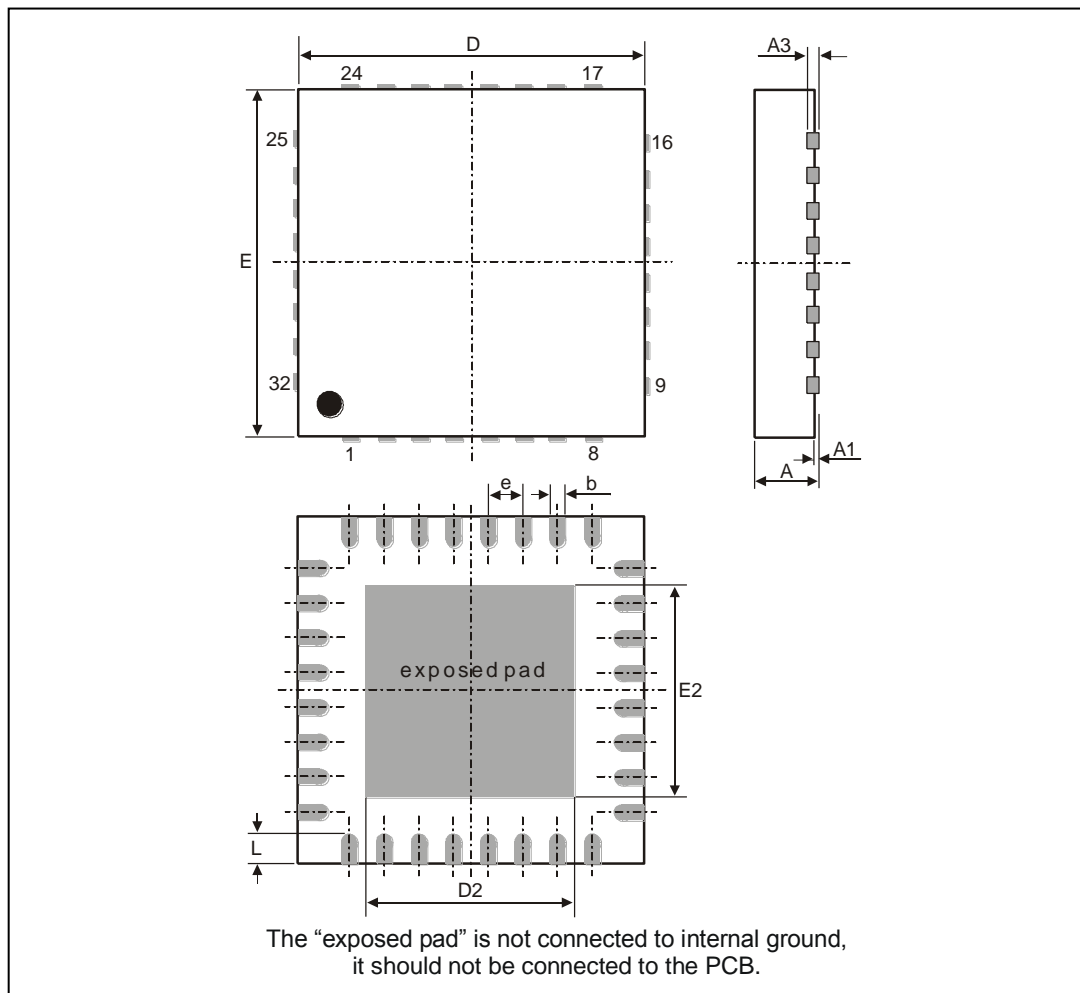 D
A3
24
17
25
16
E
32
9
1
8
A1
A
e
b
exposed pad
E2
L
D2
The “exposed pad” is not connected to internal ground,
it should not be connected to the PCB.